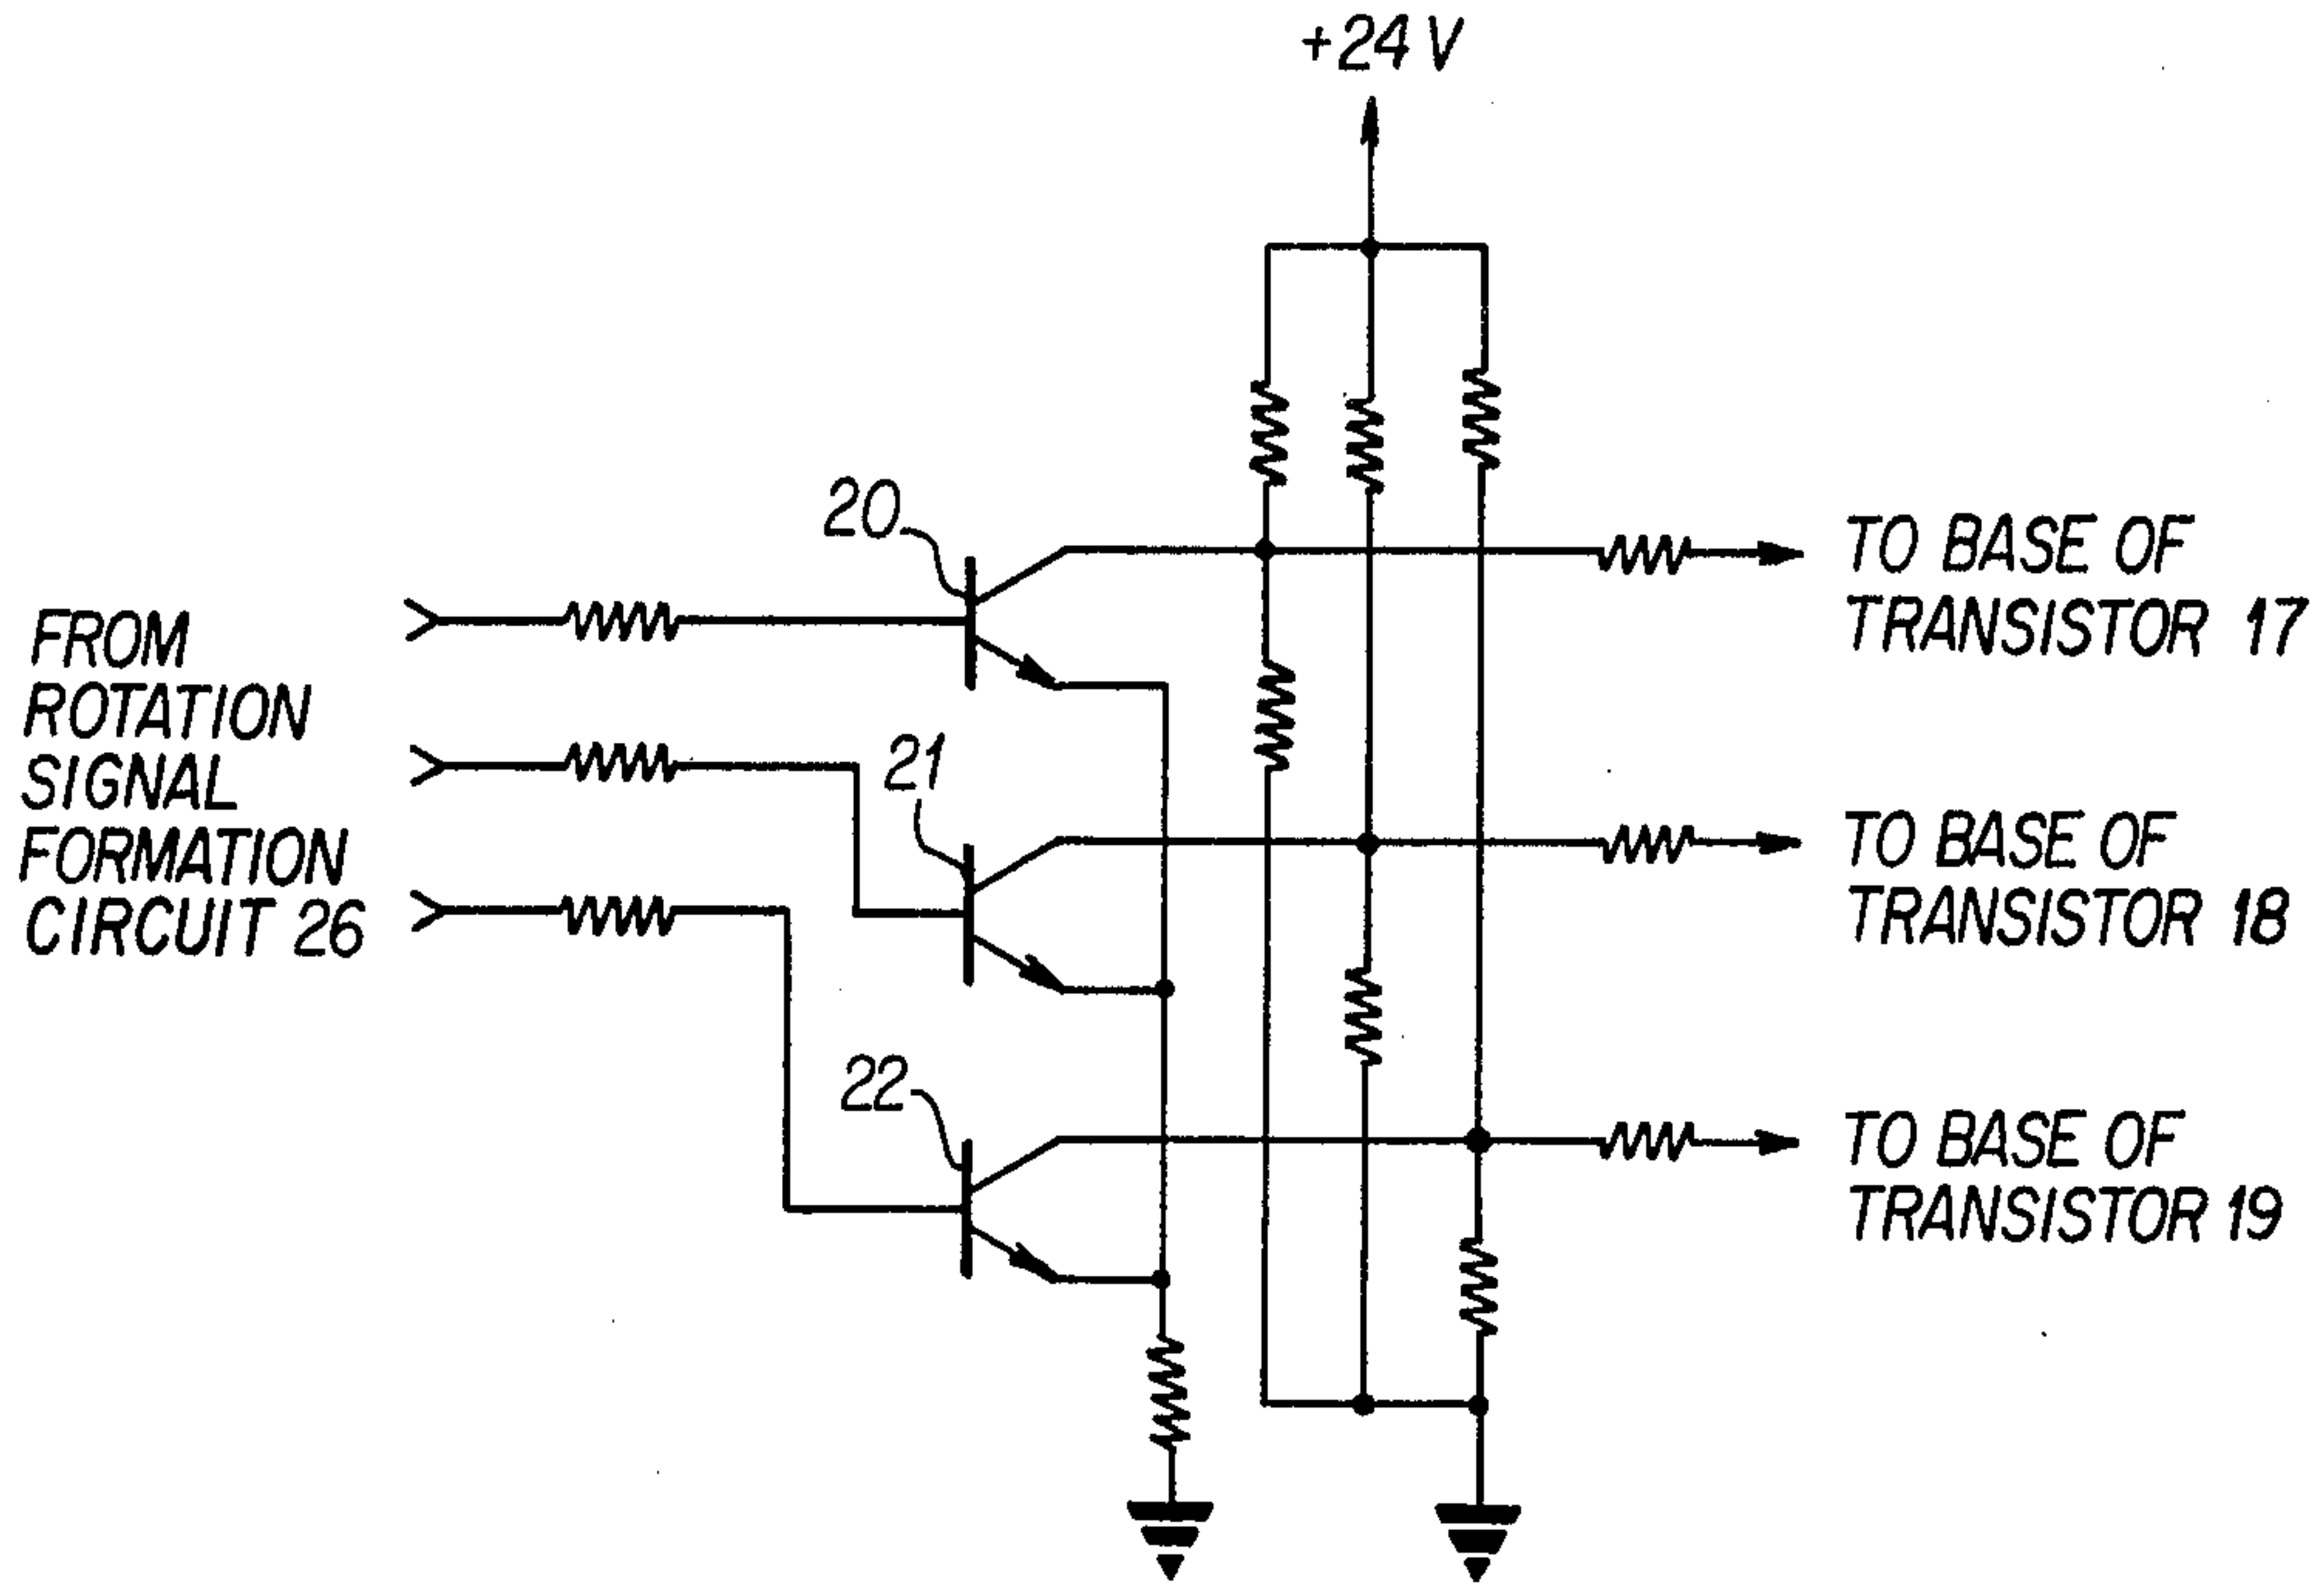 +24V
20
TO BASE OF
TRANSISTOR 17
FROM
ROTATION
SIGNAL
FORMATION
CIRCUIT 26
21
TO BASE OF
TRANSISTOR 18
22
TO BASE OF
TRANSISTOR 19